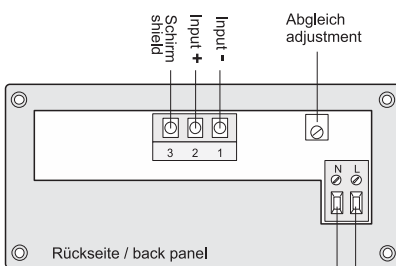 Schirm
shield
Input +
Input -
Abgleich
adjustment
3 2 1
N L
Rückseite / back panel